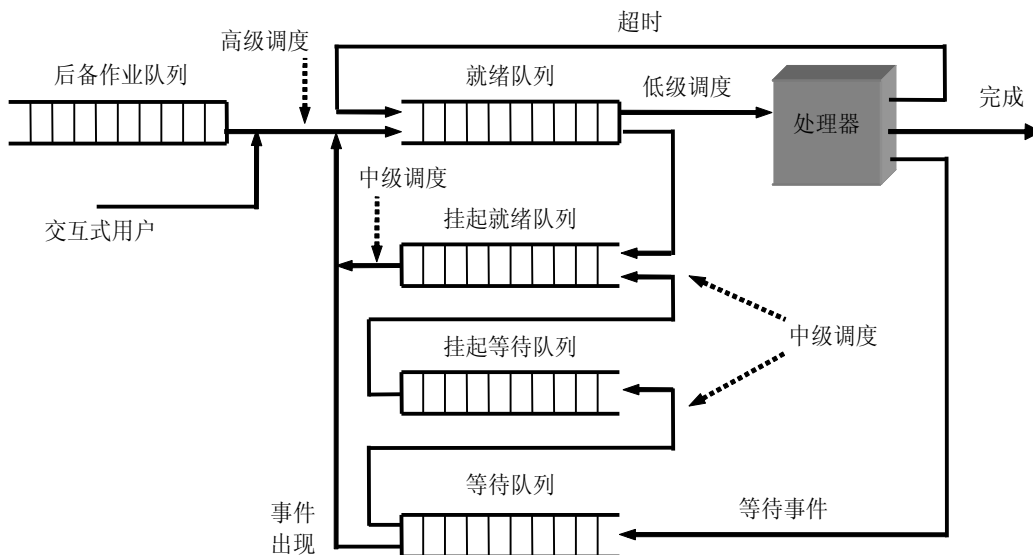 超时
高级调度
后备作业队列
就绪队列
低级调度
完成
处理器
中级调度
交互式用户
挂起就绪队列
中级调度
挂起等待队列
等待队列
等待事件
事件
出现